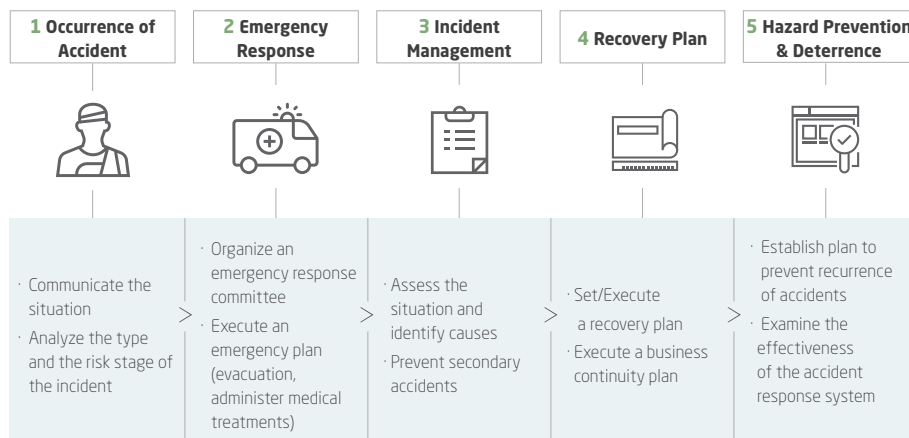 1 Occurrence of
Accident
2 Emergency
Response
3 Incident
Management
4 Recovery Plan
5 Hazard Prevention
& Deterrence
· Communicate the
situation
· Analyze the type
and the risk stage of
the incident
>
· Organize an
emergency response
committee
· Execute an
emergency plan
(evacuation,
administer medical
treatments)
>
· Assess the
situation and
identify causes
· Prevent secondary
accidents
>
· Set/Execute
a recovery plan
· Execute a business
continuity plan
>
· Establish plan to
prevent recurrence
of accidents
· Examine the
effectiveness
of the accident
response system